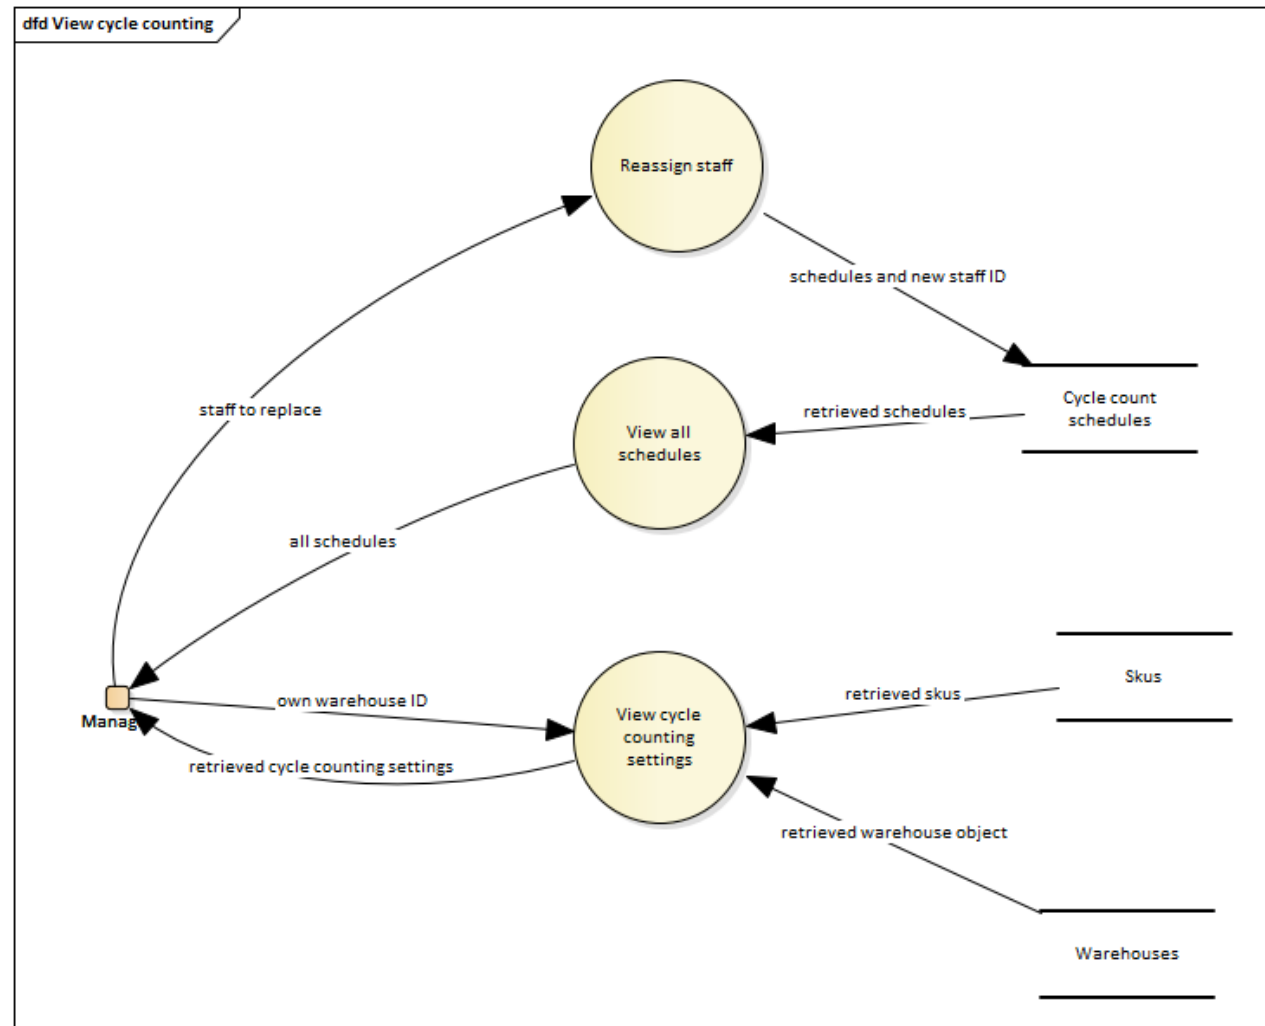 dfd View cycle counting
Reassign staff
schedules and new staff ID
staff to replace
Cycle count
schedules
retrieved schedules
View all
schedules
all schedules
Skus
retrieved skus
own warehouse ID
Manag
View cycle
counting
settings
retrieved cycle counting settings
retrieved warehouse object
Warehouses